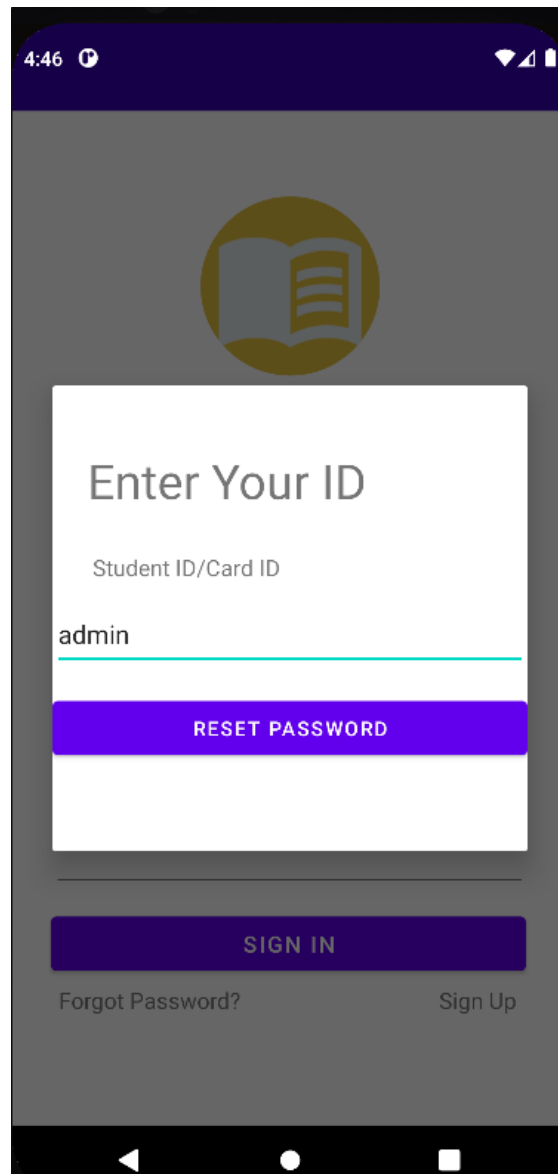 4:46
Enter Your ID
Student ID/Card ID
admin
RESET PASSWORD
SIGN IN
Forgot Password? Sign Up